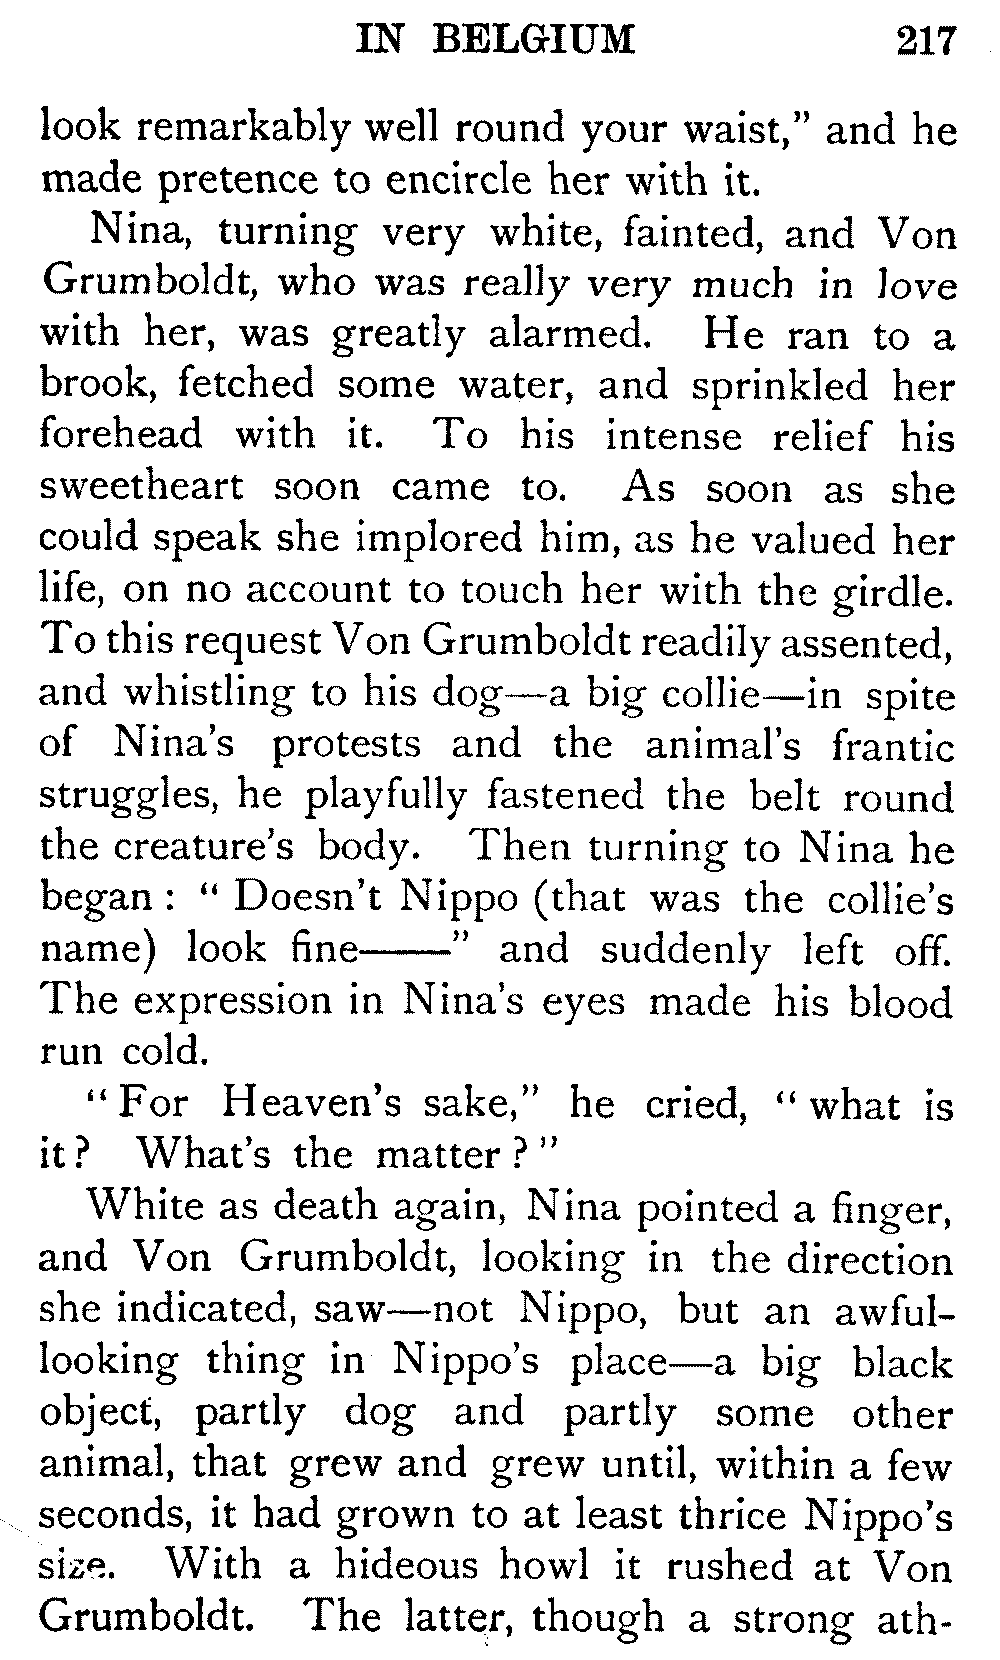 IN BELGIUM 217
look remarkably well round your waist,” and he
made pretence to encircle her with it.
Nina, turning very white, fainted, and Von
Grumboldt, who was really very much in love
with her, was greatly alarmed. He ran to a
brook, fetched some water, and sprinkled her
forehead with it. To his intense relief his
sweetheart soon came to. As soon as she
could speak she implored him, as he valued her
life, on no account to touch her with the girdle.
To this request Von Grumboldt readily assented,
and whistling to his dog—a big collie—in spite
of Nina’s protests and the animal’s frantic
struggles, he playfully fastened the belt round
the creature’s body. Then turning to Nina he
began : “ Doesn’t Nippo (that was the collie’s
name) look fine——” and suddenly left off.
The expression in Nina’s eyes made his blood
run cold.
“ For Heaven’s sake,” he cried, “ what is
it ? What’s the matter ? ”
White as death again, Nina pointed a finger,
and Von Grumboldt, looking in the direction
she indicated, saw—not Nippo, but an awful-
looking thing in Nippo’s place—a big black
object, partly dog and partly some other
animal, that grew and grew until, within a few
seconds, it had grown to at least thrice Nippo’s
size. With a hideous howl it rushed at Von
Grumboldt. The latter, though a strong ath-